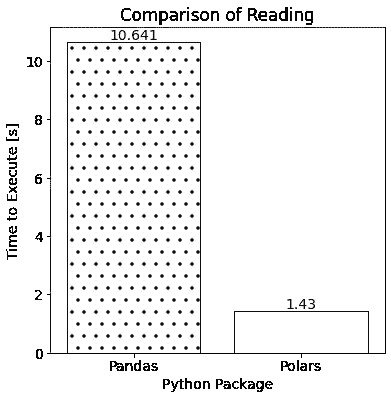 Comparison of Reading
10.641
10
8
6
4
2
0
Time to Execute [s]
1.43
Pandas
Polars
Python Package